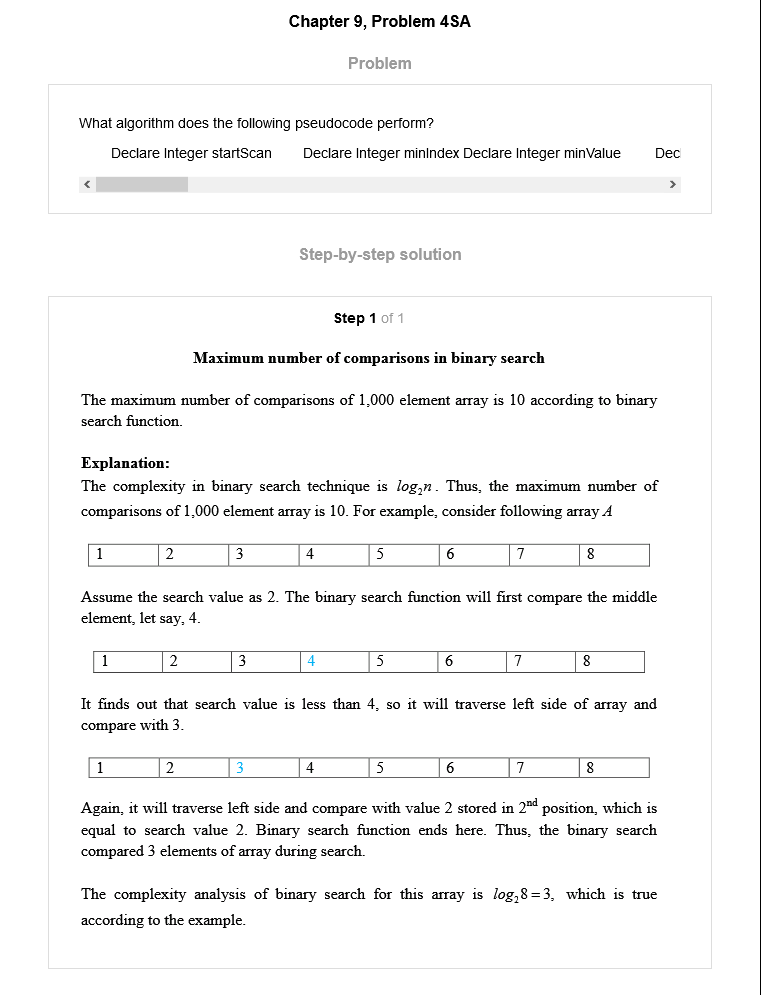 Chapter 9, Problem 4SA
Problem
What algorithm does the following pseudocode perform?
Declare Integer startScan Declare Integer minIndex Declare Integer minValue Dec
Step-by-step solution
Step 1 of 1
Maximum number of comparisons in binary search
The maximum number of comparisons of 1,000 element array is 10 according to binary
search function.
Explanation:
The complexity in binary search technique is log₂n. Thus, the maximum number of
comparisons of 1,000 element array is 10. For example, consider following array A
1 2 3 4 5 6 7 8
Assume the search value as 2. The binary search function will first compare the middle
element, let say, 4.
1 2 3 4 5 6 7 8
It finds out that search value is less than 4, so it will traverse left side of array and
compare with 3.
1 2 3 4 5 6 7 8
Again, it will traverse left side and compare with value 2 stored in 2nd position, which is
equal to search value 2. Binary search function ends here. Thus, the binary search
compared 3 elements of array during search.
The complexity analysis of binary search for this array is log₂8=3, which is true
according to the example.